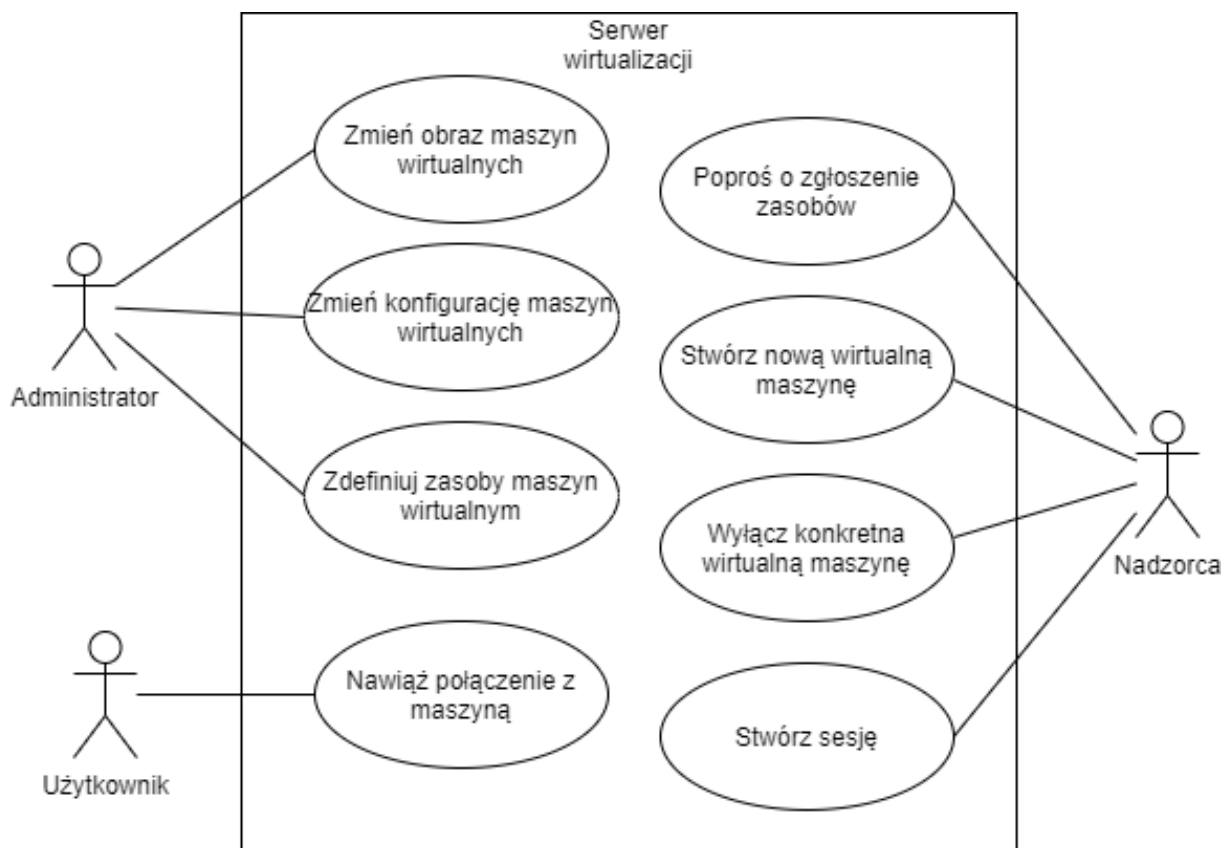 Serwer
wirtualizacji
Zmień obraz maszyn
wirtualnych
Poproś o zgłoszenie
zasobów
Zmień konfigurację maszyn
wirtualnych
Stwórz nową wirtualną
maszynę
Administrator
Zdefiniuj zasoby maszyn
wirtualnym
Wyłącz konkretna
wirtualną maszynę
Nadzorca
Nawiąż połączenie z
maszyną
Stwórz sesję
Użytkownik